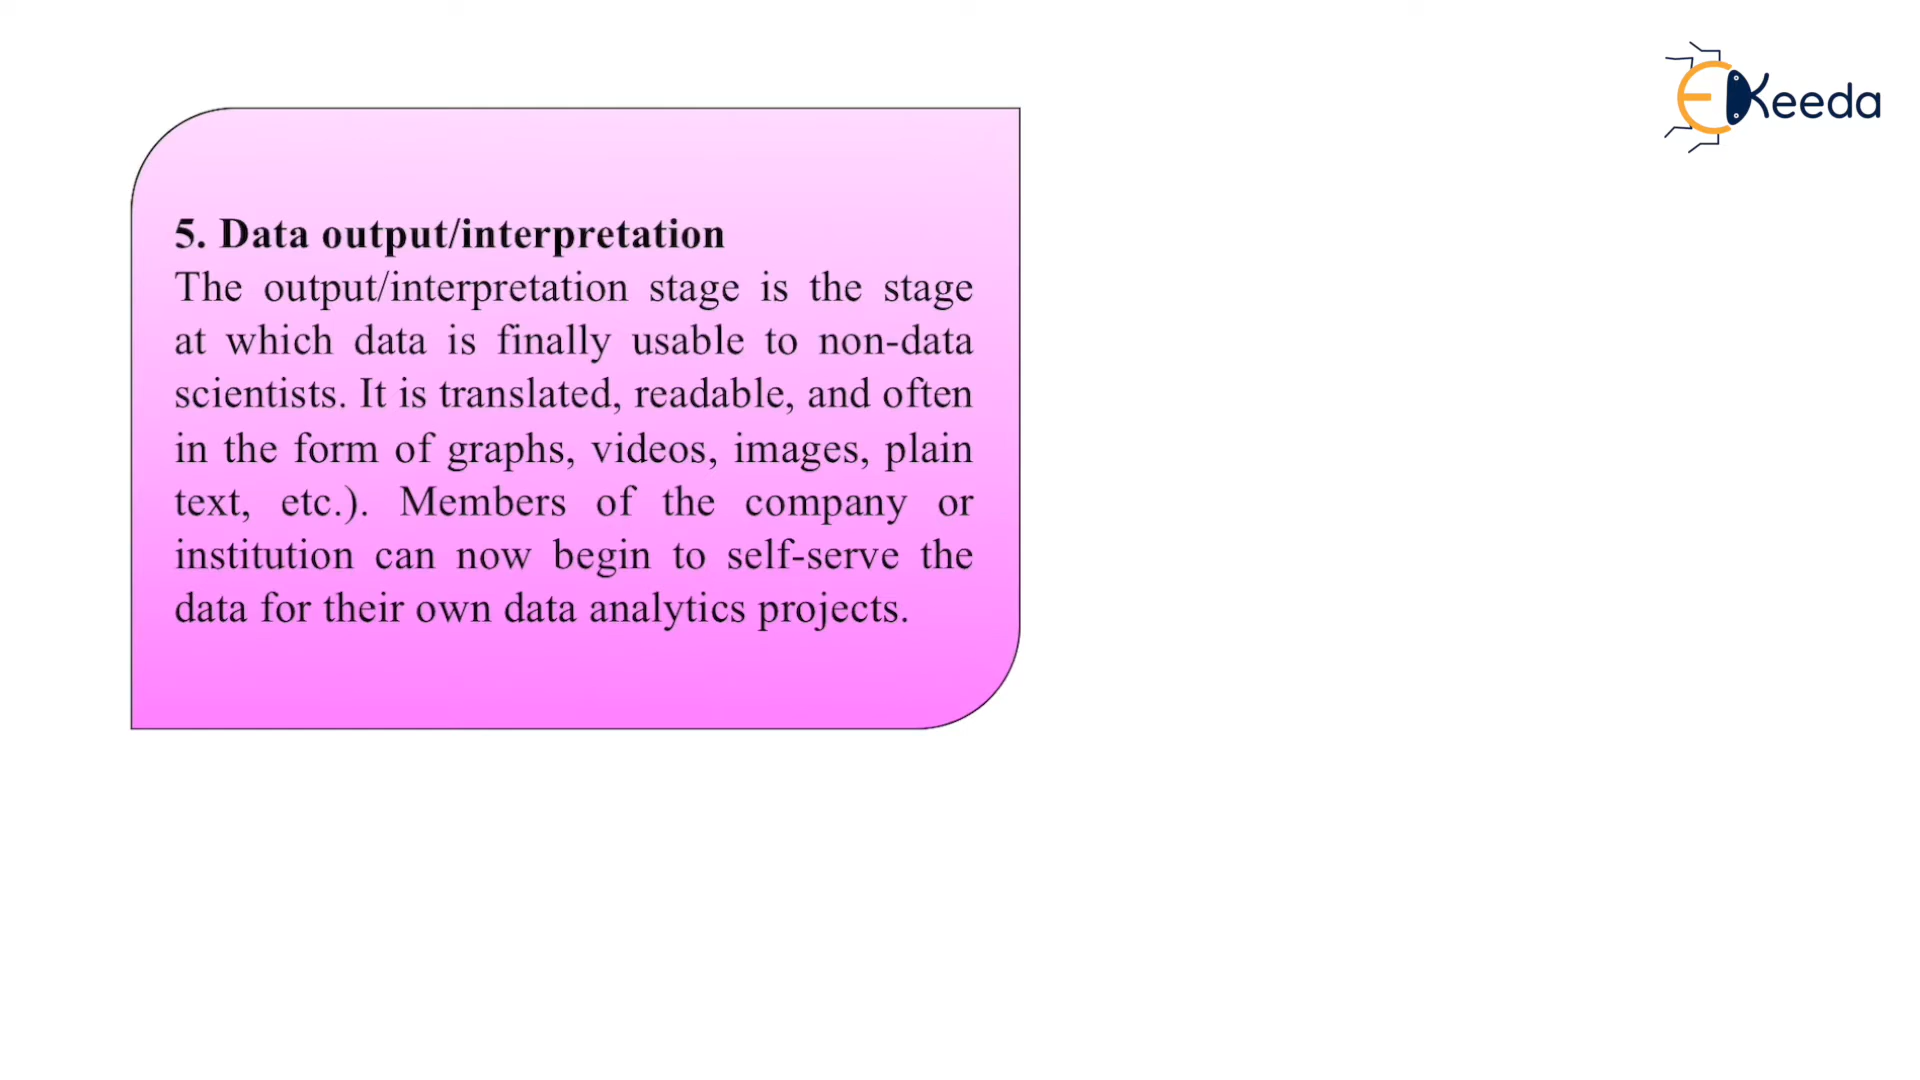 EKeeda
5. Data output/interpretation
The output/interpretation stage is the stage
at which data is finally usable to non-data
scientists. It is translated, readable, and often
in the form of graphs, videos, images, plain
text, etc.). Members of the company or
institution can now begin to self-serve the
data for their own data analytics projects.